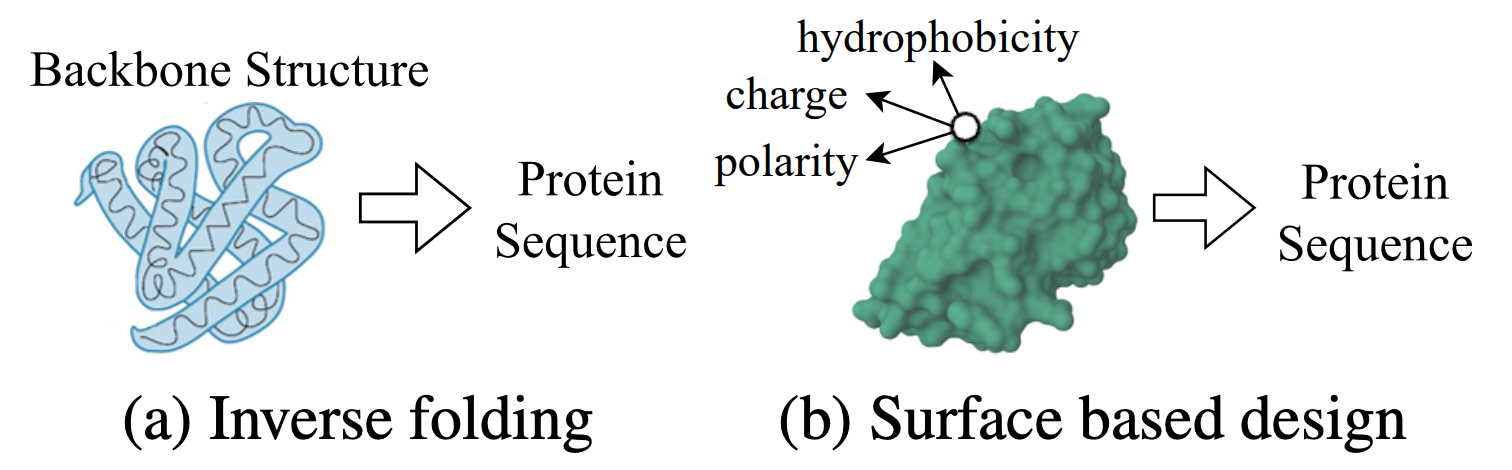 Backbone Structure
Protein
Sequence
(a) Inverse folding
hydrophobicity
charge
polarity
Protein
Sequence
(b) Surface based design